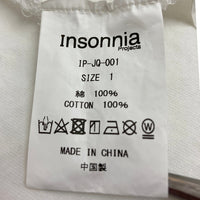 Insonnia
Projects
IP-JQ-001
SIZE 1
綿 100%
COTTON 100%
MADE IN CHINA
中国製